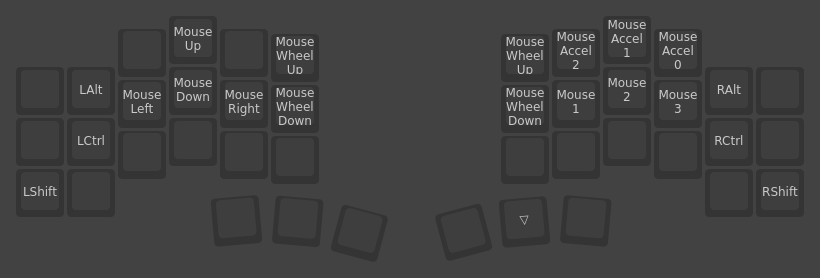 Mouse
Up
Mouse
Wheel
Up
Mouse
Wheel
Up
Mouse
Accel
2
Mouse
Accel
1
Mouse
Accel
0
LAlt
Mouse
Left
Mouse
Down
Mouse
Right
Mouse
Wheel
Down
Mouse
Wheel
Down
Mouse
1
Mouse
2
Mouse
3
RAlt
LCtrl
RCtrl
LShift
RShift
▽